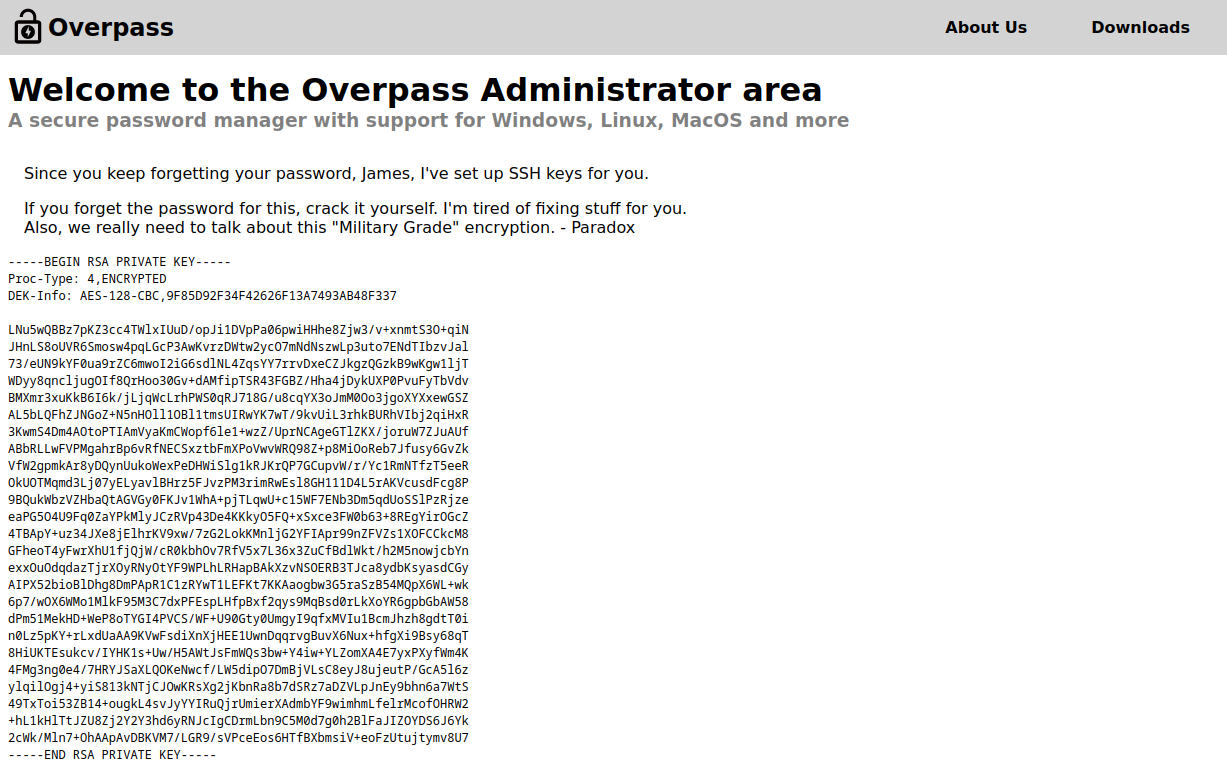 Overpass
About Us
Downloads
Welcome to the Overpass Administrator area
A secure password manager with support for Windows, Linux, MacOS and more
Since you keep forgetting your password, James, I've set up SSH keys for you.
If you forget the password for this, crack it yourself. I'm tired of fixing stuff for you.
Also, we really need to talk about this "Military Grade" encryption. - Paradox
-----BEGIN RSA PRIVATE KEY-----
Proc-Type: 4,ENCRYPTED
DEK-Info: AES-128-CBC,9F85D92F34F42626F13A7493AB48F337
LNu5wQBBz7pKZ3cc4TWlxIUuD/opJi1DVpPa06pwiHHhe8Zjw3/v+xnmtS3O+qiN
JHnLS8oUVR6Smosw4pqLGcP3AwKvrzDWtw2ycO7mNdNszwLp3uto7ENdTIbzvJal
73/eUN9kYF0ua9rZC6mwoI2iG6sdlNL4ZqsYY7rrvDxeCZJkgzQGzkB9wKgw1ljT
WDyy8qncljugOIf8QrHoo30Gv+dAMfipTSR43FGBZ/Hha4jDykUXP0PvuFyTbVdv
BMXmr3xuKkB6I6k/jLjqWcLrhPWS0qRJ718G/u8cqYX3oJmM0Oo3jgoXYXxewGSZ
AL5bLQFhZJNGoZ+N5nHOll1OBl1tmsUIRwYK7wT/9kvUiL3rhkBURhVIbj2qiHxR
3KwmS4Dm4AOtoPTIAmVyaKmCWopf6le1+wzZ/UprNCAgeGTlZKX/joruW7ZJuAUf
ABbRLLwFVPMgahrBp6vRfNECSxztbFmXPoVwvWRQ98Z+p8MiOoReb7Jfusy6GvZk
VfW2gpmkAr8yDQynUukoWexPeDHWiSlg1kRJKrQP7GCupvW/r/Yc1RmNTfzT5eeR
OkUOTMqmd3Lj07yELyavlBHrz5FJvzPM3rimRwEsl8GH111D4L5rAKVcusdFcg8P
9BQukWbzVZHbaQtAGVGy0FKJv1WhA+pjTLqwU+c15WF7ENb3Dm5qdUoSSlPzRjze
eaPG5O4U9Fq0ZaYPkMlyJCzRVp43De4KKkyO5FQ+xSxce3FW0b63+8REgYirOGcZ
4TBApY+uz34JXe8jElhrKV9xw/7zG2LokKMnljG2YFIApr99nZFVZs1XOFCCkcM8
GFheoT4yFwrXhU1fjQjW/cR0kbhOv7RfV5x7L36x3ZuCfBdlWkt/h2M5nowjcbYn
exxOuOdqdazTjrXOyRNyOtYF9WPLhLRHapBAkXzvNSOERB3TJca8ydbKsyasdCGy
AIPX52bioBlDhg8DmPApR1C1zRYwT1LEFKt7KKAaogbw3G5raSzB54MQpX6WL+wk
6p7/wOX6WMo1MlkF95M3C7dxPFEspLHfpBxf2qys9MqBsd0rLkXoYR6gpbGbAW58
dPm51MekHD+WeP8oTYGI4PVCS/WF+U90Gty0UmgyI9qfxMVIu1BcmJhzh8gdtT0i
n0Lz5pKY+rLxdUaAA9KVwFsdiXnXjHEE1UwnDqqrvgBuvX6Nux+hfgXi9Bsy68qT
8HiUKTEsukcv/IYHK1s+Uw/H5AWtJsFmWQs3bw+Y4iw+YLZomXA4E7yxPXyfWm4K
4FMg3ng0e4/7HRYJSaXLQOKeNwcf/LW5dipO7DmBjVLsC8eyJ8ujeutP/GcA5l6z
ylqilOgj4+yiS813kNTjCJOwKRsXg2jKbnRa8b7dSRz7aDZVLpJnEy9bhn6a7WtS
49TxToi53ZB14+ougkL4svJyYYIRuQjrUmierXAdmbYF9wimhmLfelrMcofOHRW2
+hL1kHlTtJZU8Zj2Y2Y3hd6yRNJcIgCDrmLbn9C5M0d7g0h2BlFaJIZOYDS6J6Yk
2cWk/Mln7+OhAApAvDBKVM7/LGR9/sVPceEos6HTfBXbmsiV+eoFzUtujtymv8U7
-----END RSA PRIVATE KEY-----